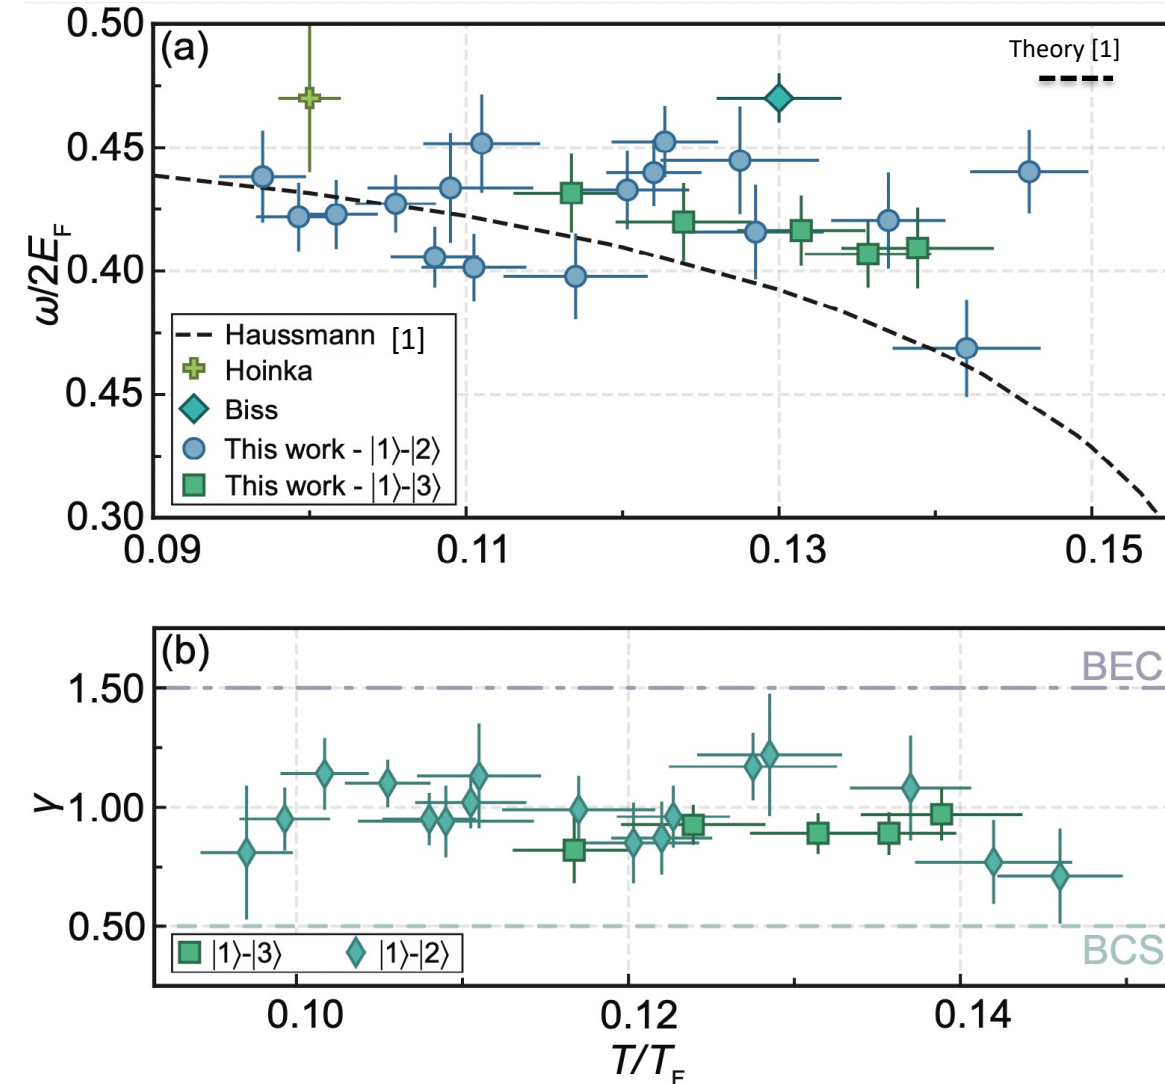 0.50
(a)
Theory [1]
0.45
ω/2E_F
0.40
Haussmann [1]
Hoinka
Biss
0.45
This work - |1⟩-|2⟩
This work - |1⟩-|3⟩
0.30
0.09 0.11 0.13 0.15
(b)
BEC
1.50
γ
1.00
0.50
BCS
|1⟩-|3⟩ |1⟩-|2⟩
0.10 0.12 0.14
T/T_F